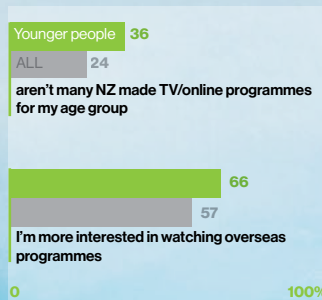 Younger people 36
ALL 24
aren't many NZ made TV/online programmes
for my age group
66
57
I'm more interested in watching overseas
programmes
0 100%